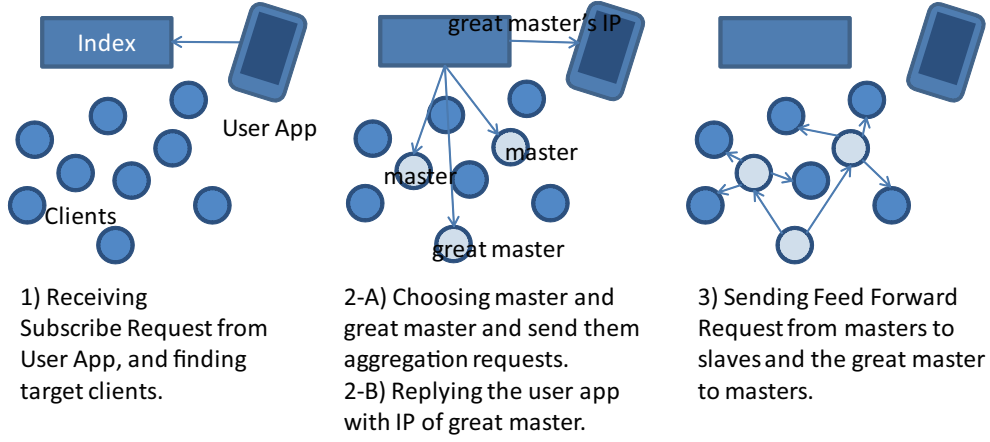 Index
User App
Clients
1) Receiving
Subscribe Request from
User App, and finding
target clients.
great master's IP
master
master
great master
2-A) Choosing master and
great master and send them
aggregation requests.
2-B) Replying the user app
with IP of great master.
3) Sending Feed Forward
Request from masters to
slaves and the great master
to masters.